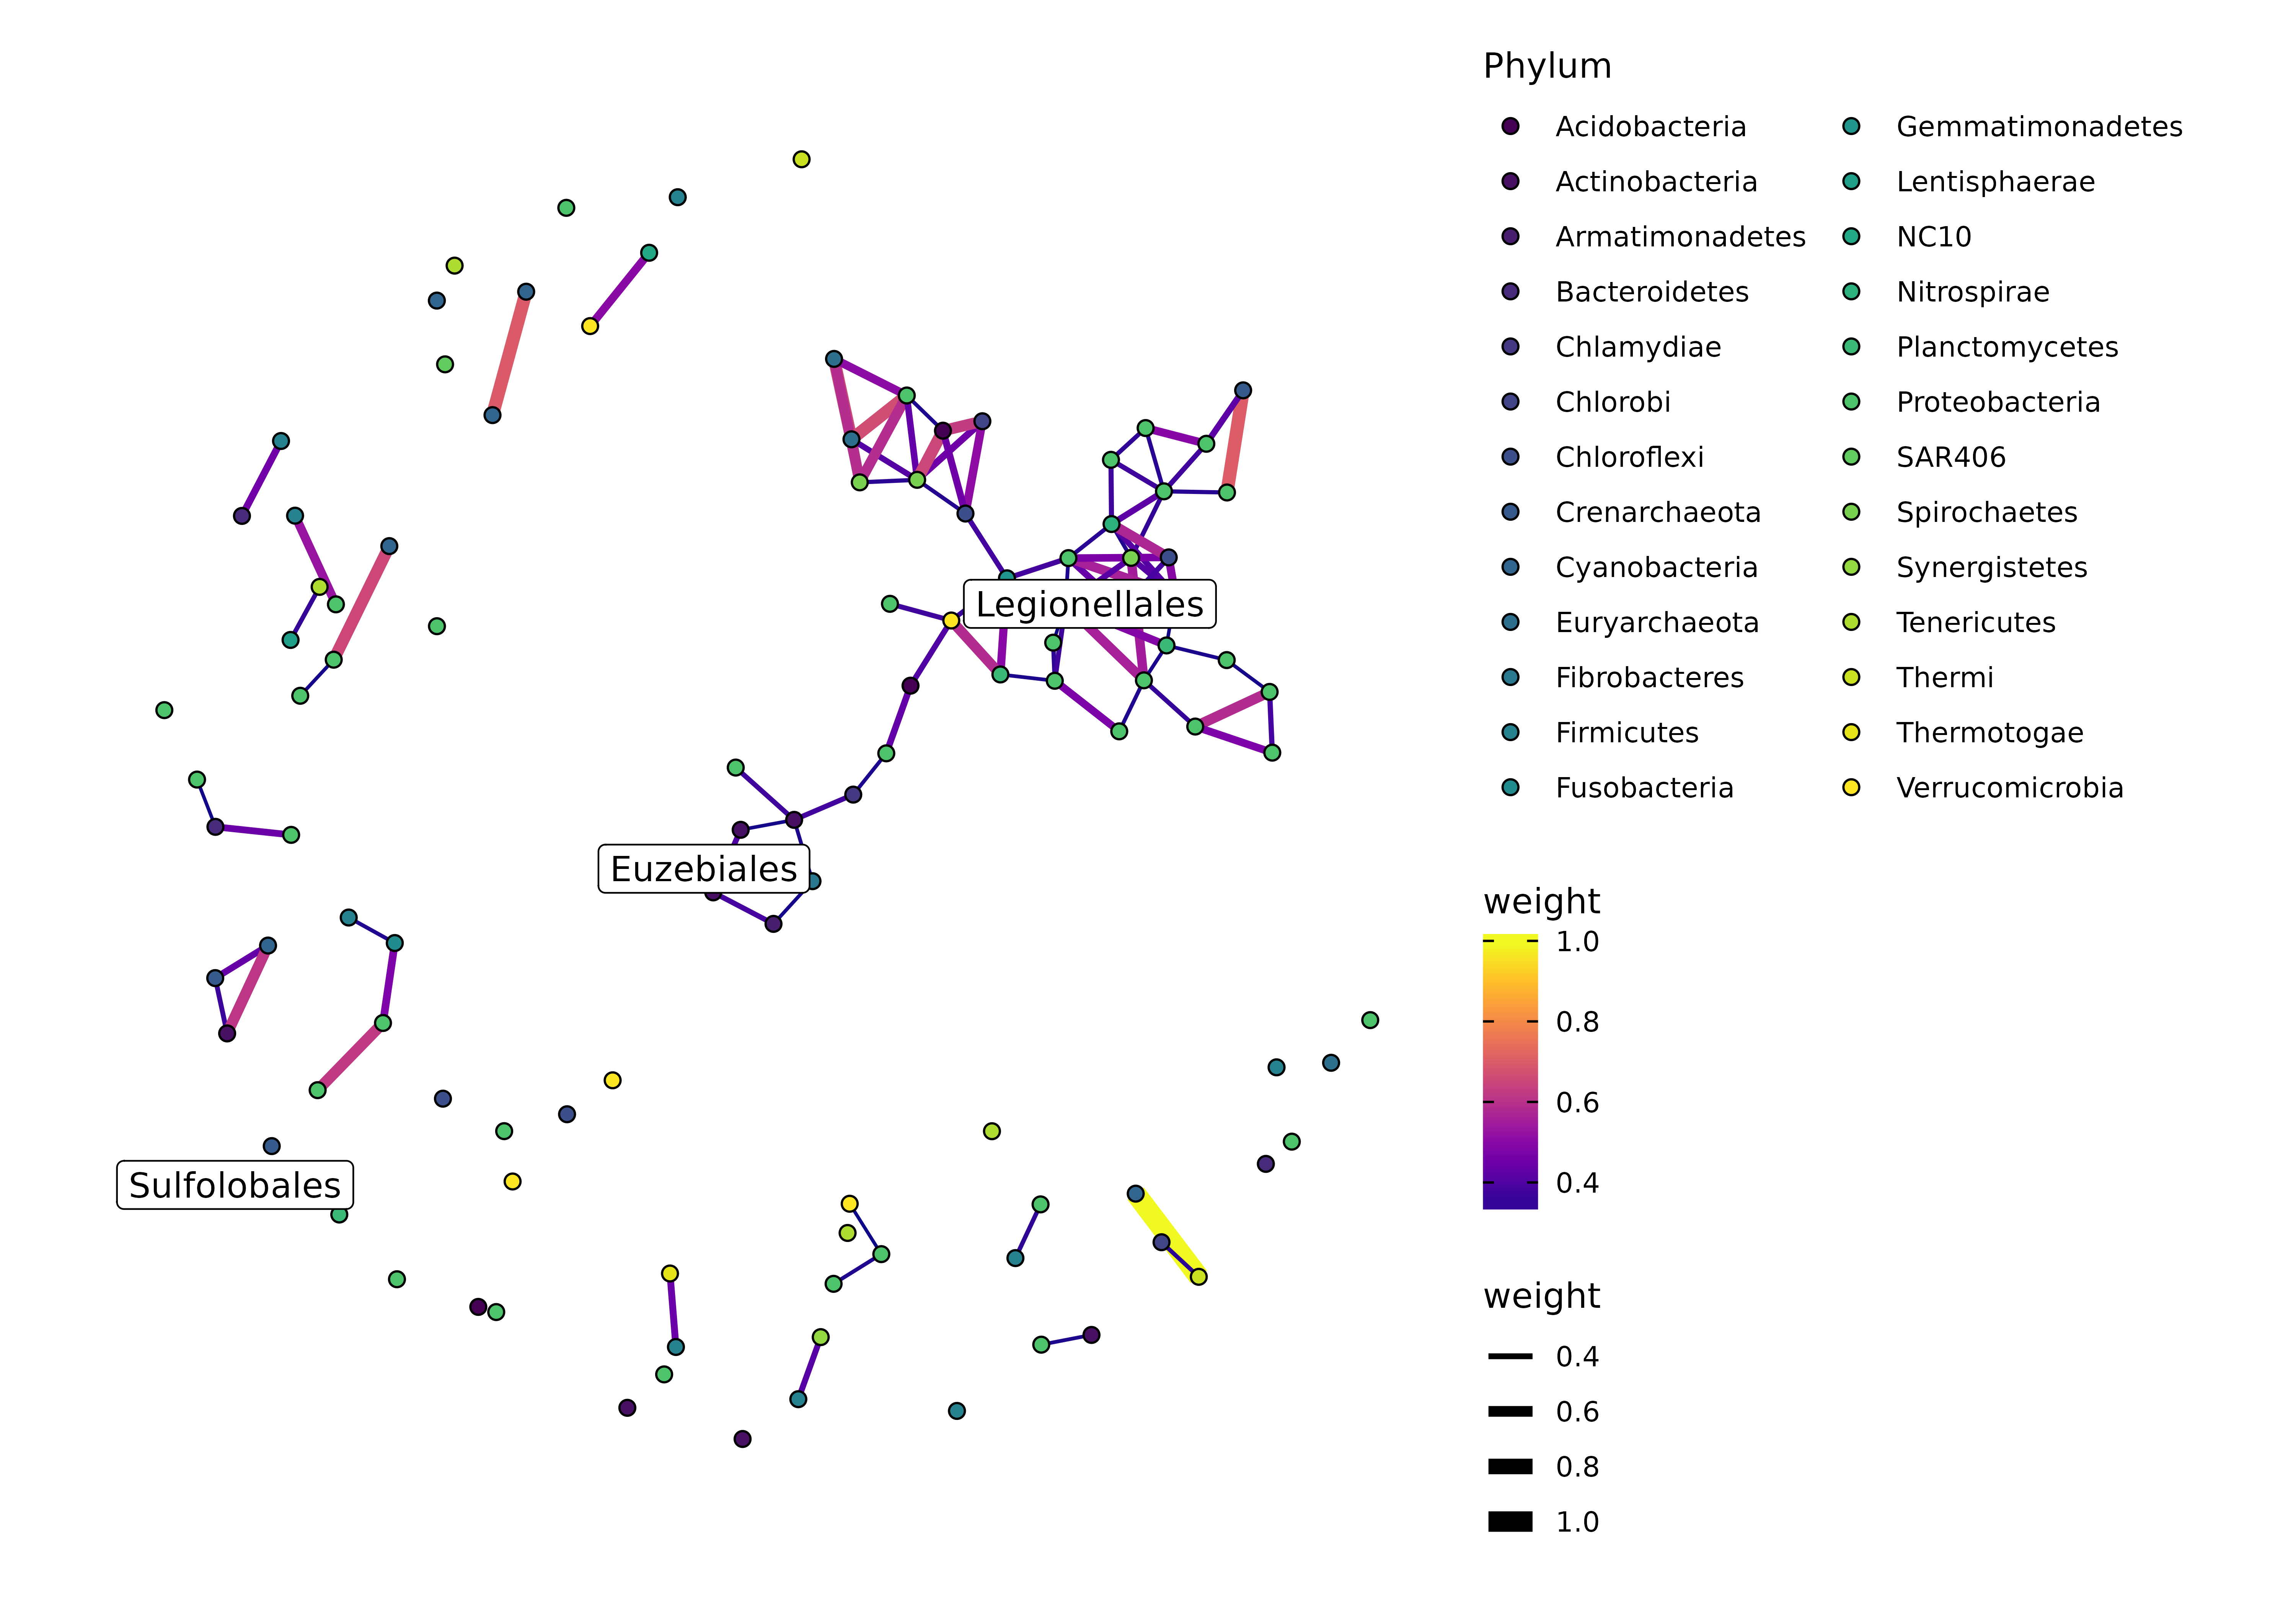 Phylum
Acidobacteria
Actinobacteria
Armatimonadetes
Bacteroidetes
Chlamydiae
Chlorobi
Chloroflexi
Crenarchaeota
Cyanobacteria
Euryarchaeota
Fibrobacteres
Firmicutes
Fusobacteria
Gemmatimonadetes
Lentisphaerae
NC10
Nitrospirae
Planctomycetes
Proteobacteria
SAR406
Spirochaetes
Synergistetes
Tenericutes
Thermi
Thermotogae
Verrucomicrobia
Legionellales
Euzebiales
Sulfolobales
weight
1.0
0.8
0.6
0.4
weight
0.4
0.6
0.8
1.0